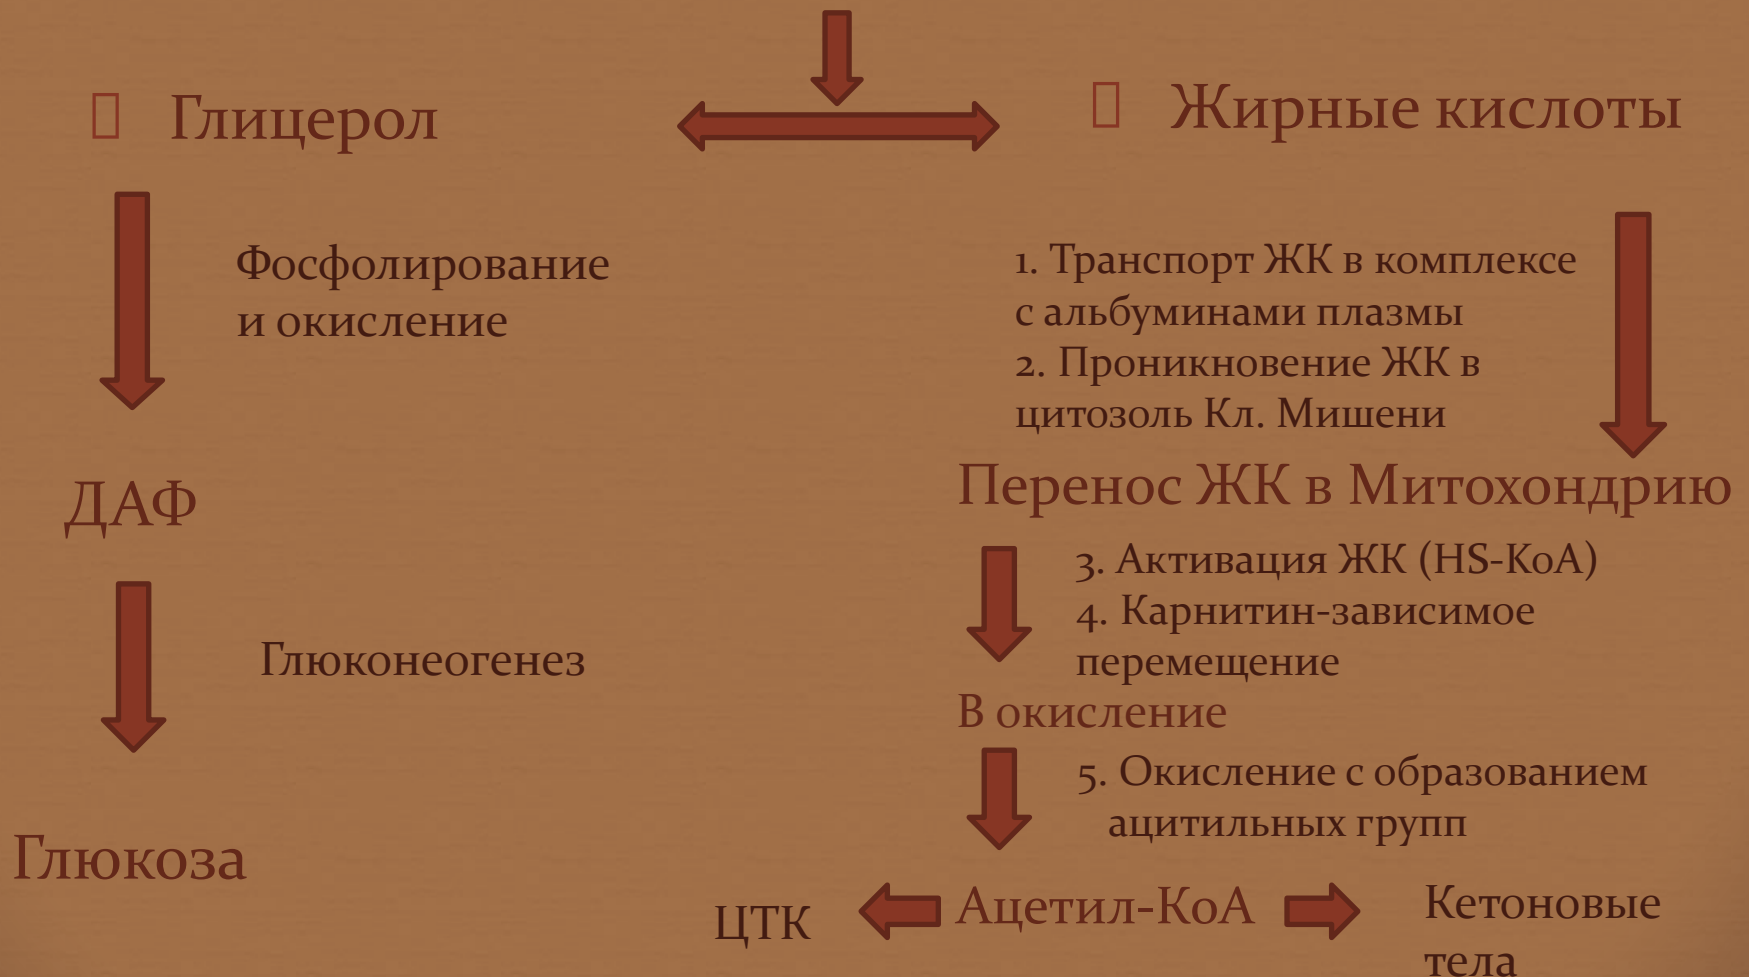 Глицерол
Фосфолирование
и окисление
ДАФ
Глюконеогенез
Глюкоза
Жирные кислоты
1. Транспорт ЖК в комплексе
с альбуминами плазмы
2. Проникновение ЖК в
цитозоль Кл. Мишени
Перенос ЖК в Митохондрию
3. Активация ЖК (HS-KoA)
4. Карнитин-зависимое
перемещение
В окисление
5. Окисление с образованием
ацитильных групп
ЦТК
Ацетил-КоА
Кетоновые
тела